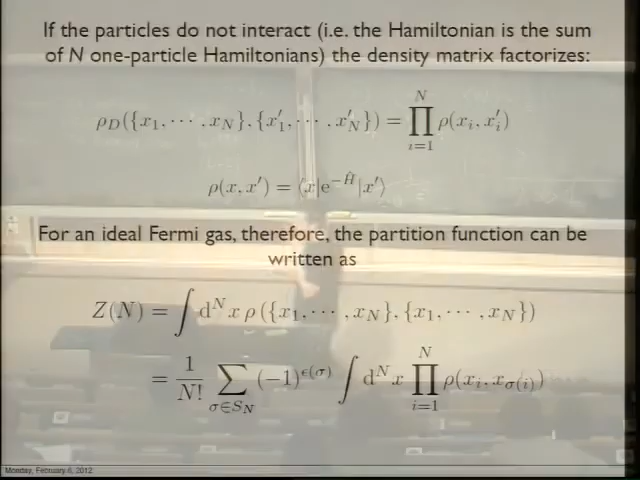 If the particles do not interact (i.e. the Hamiltonian is the sum
of N one-particle Hamiltonians) the density matrix factorizes:
ρ_D({x_1, ⋯ , x_N}, {x'_1, ⋯ , x'_N}) = ∏_{i=1}^{N} ρ(x_i, x'_i)
ρ(x, x') = ⟨x|e^{-Ĥ}|x'⟩
For an ideal Fermi gas, therefore, the partition function can be
written as
Z(N) = ∫ d^N x ρ ({x_1, ⋯ , x_N}, {x_1, ⋯ , x_N})
= 1/N! ∑_{σ∈S_N} (-1)^{ϵ(σ)} ∫ d^N x ∏_{i=1}^{N} ρ(x_i, x_{σ(i)})
Monday, February 6, 2012